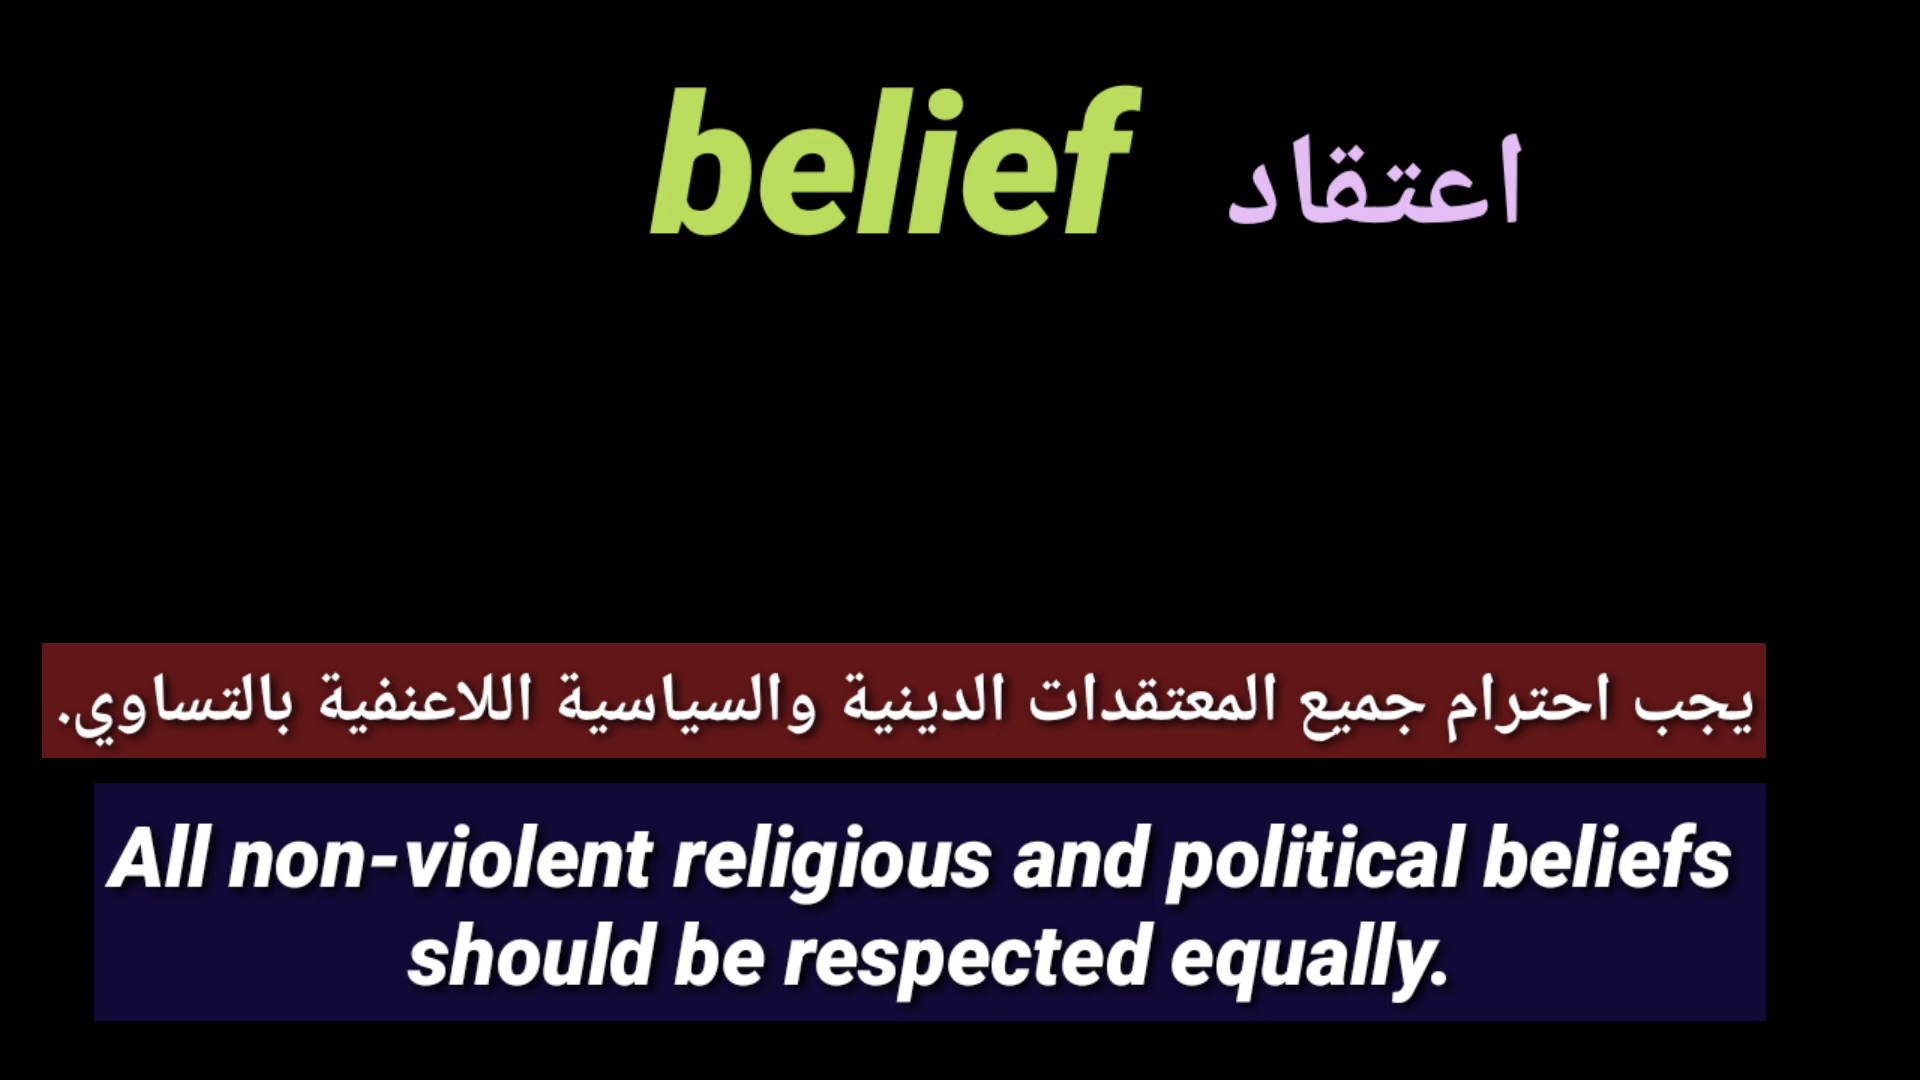 belief اعتقاد
يجب احترام جميع المعتقدات الدينية والسياسية اللاعنفية بالتساوي.
All non-violent religious and political beliefs
should be respected equally.